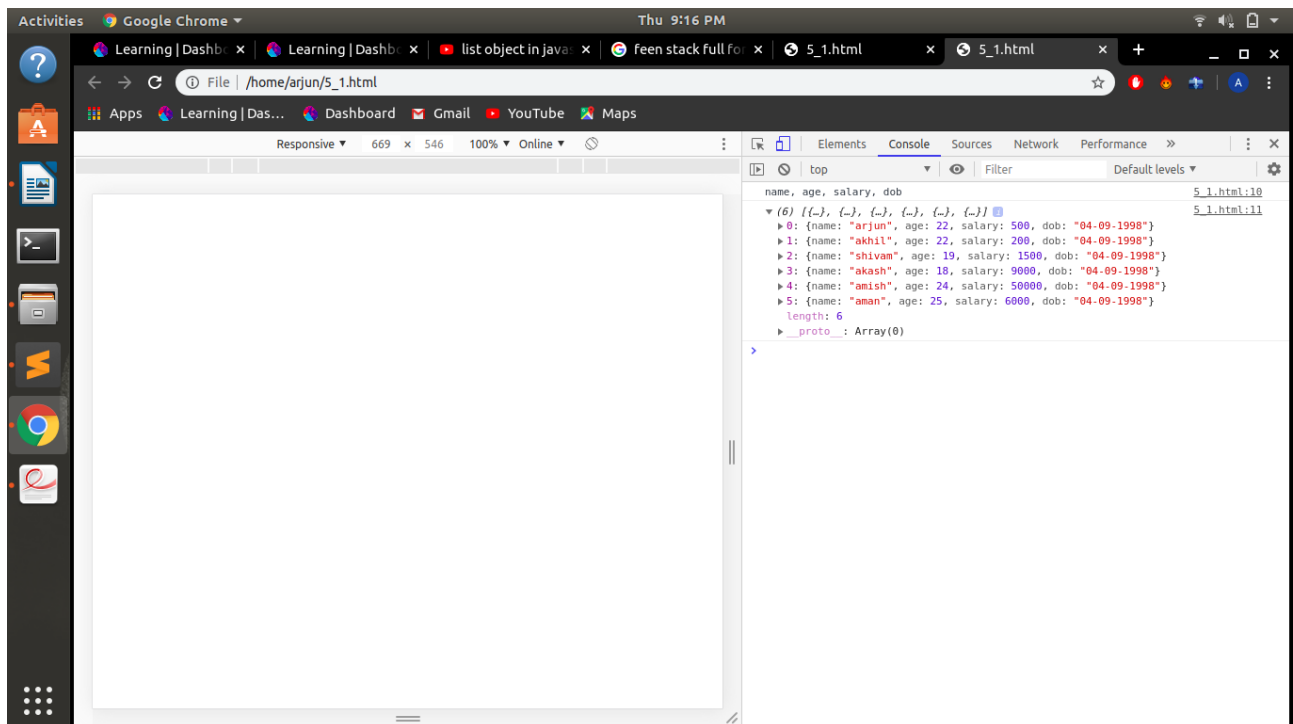 Activities Google Chrome ▾ Thu 9:16 PM
Learning | Dashbo × Learning | Dashbo × list object in javas × feen stack full for × 5_1.html × 5_1.html × +
File | /home/arjun/5_1.html A
Apps Learning | Das... Dashboard Gmail YouTube Maps
Responsive ▼ 669 × 546 100% ▼ Online ▼
Elements Console Sources Network Performance »
top ▼ Filter Default levels ▼
name, age, salary, dob 5_1.html:10
▼ (6) [{…}, {…}, {…}, {…}, {…}, {…}] i 5_1.html:11
▶ 0: {name: "arjun", age: 22, salary: 500, dob: "04-09-1998"}
▶ 1: {name: "akhil", age: 22, salary: 200, dob: "04-09-1998"}
▶ 2: {name: "shivam", age: 19, salary: 1500, dob: "04-09-1998"}
▶ 3: {name: "akash", age: 18, salary: 9000, dob: "04-09-1998"}
▶ 4: {name: "amish", age: 24, salary: 50000, dob: "04-09-1998"}
▶ 5: {name: "aman", age: 25, salary: 6000, dob: "04-09-1998"}
length: 6
▶ __proto__: Array(0)